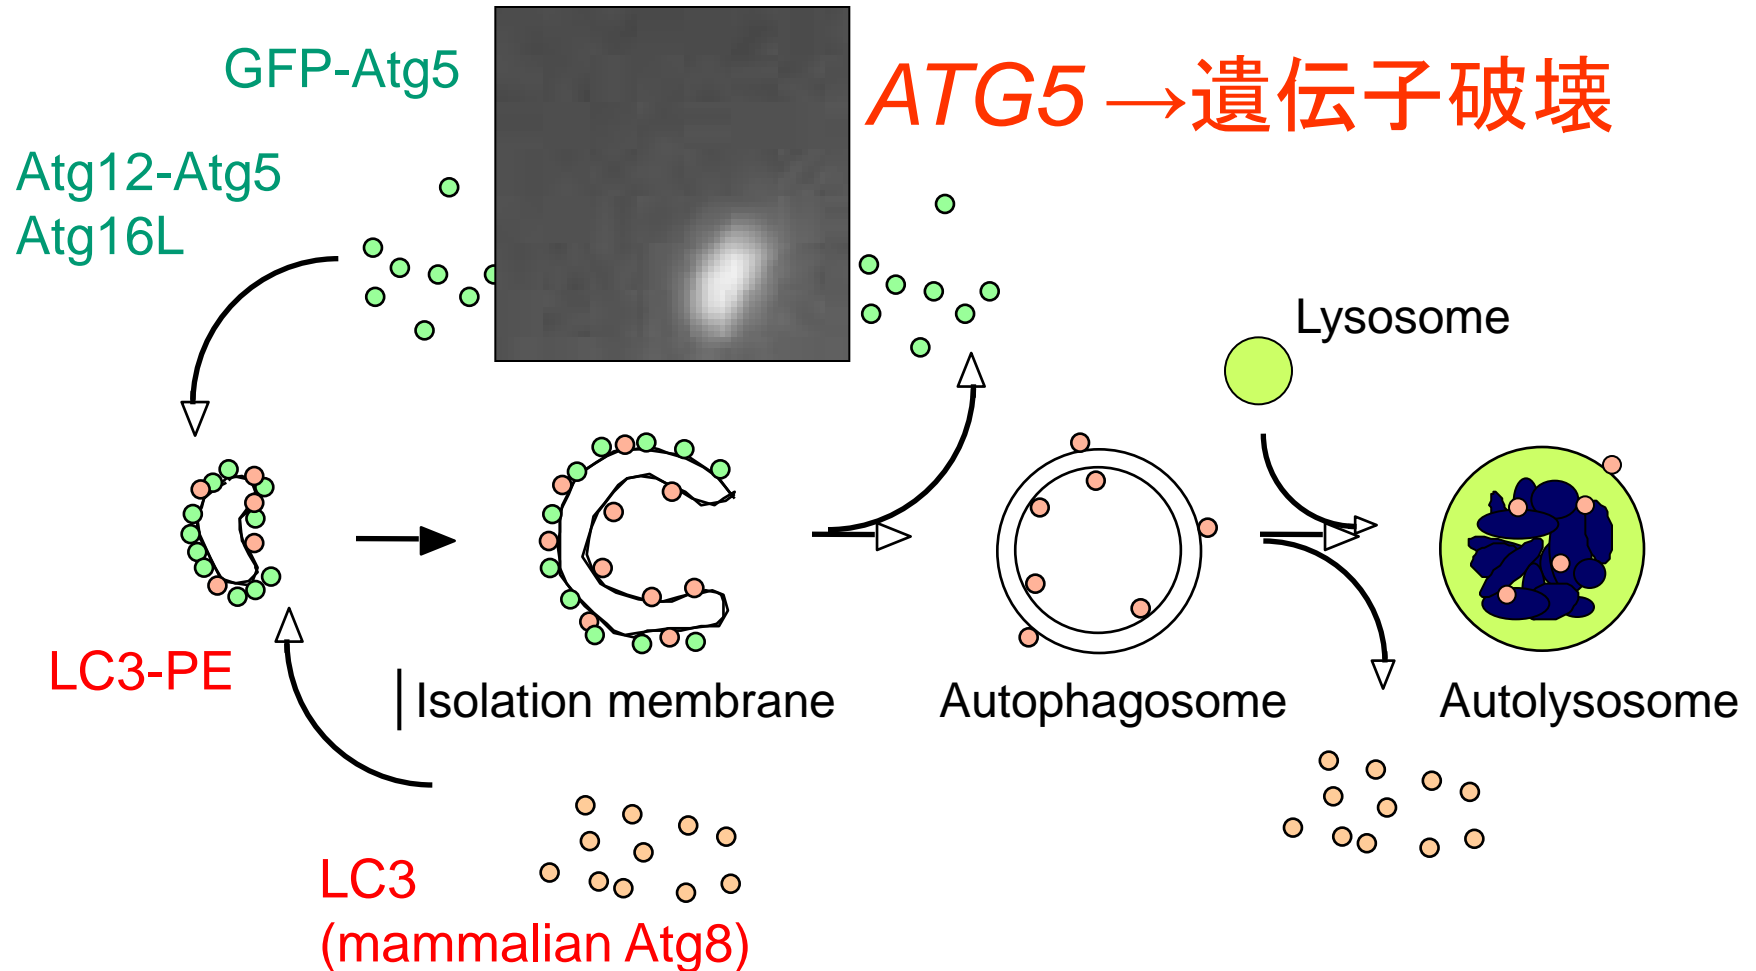 GFP-Atg5
ATG5 →遺伝子破壊
Atg12-Atg5
Atg16L
Lysosome
LC3-PE
Isolation membrane
Autophagosome
Autolysosome
LC3
(mammalian Atg8)